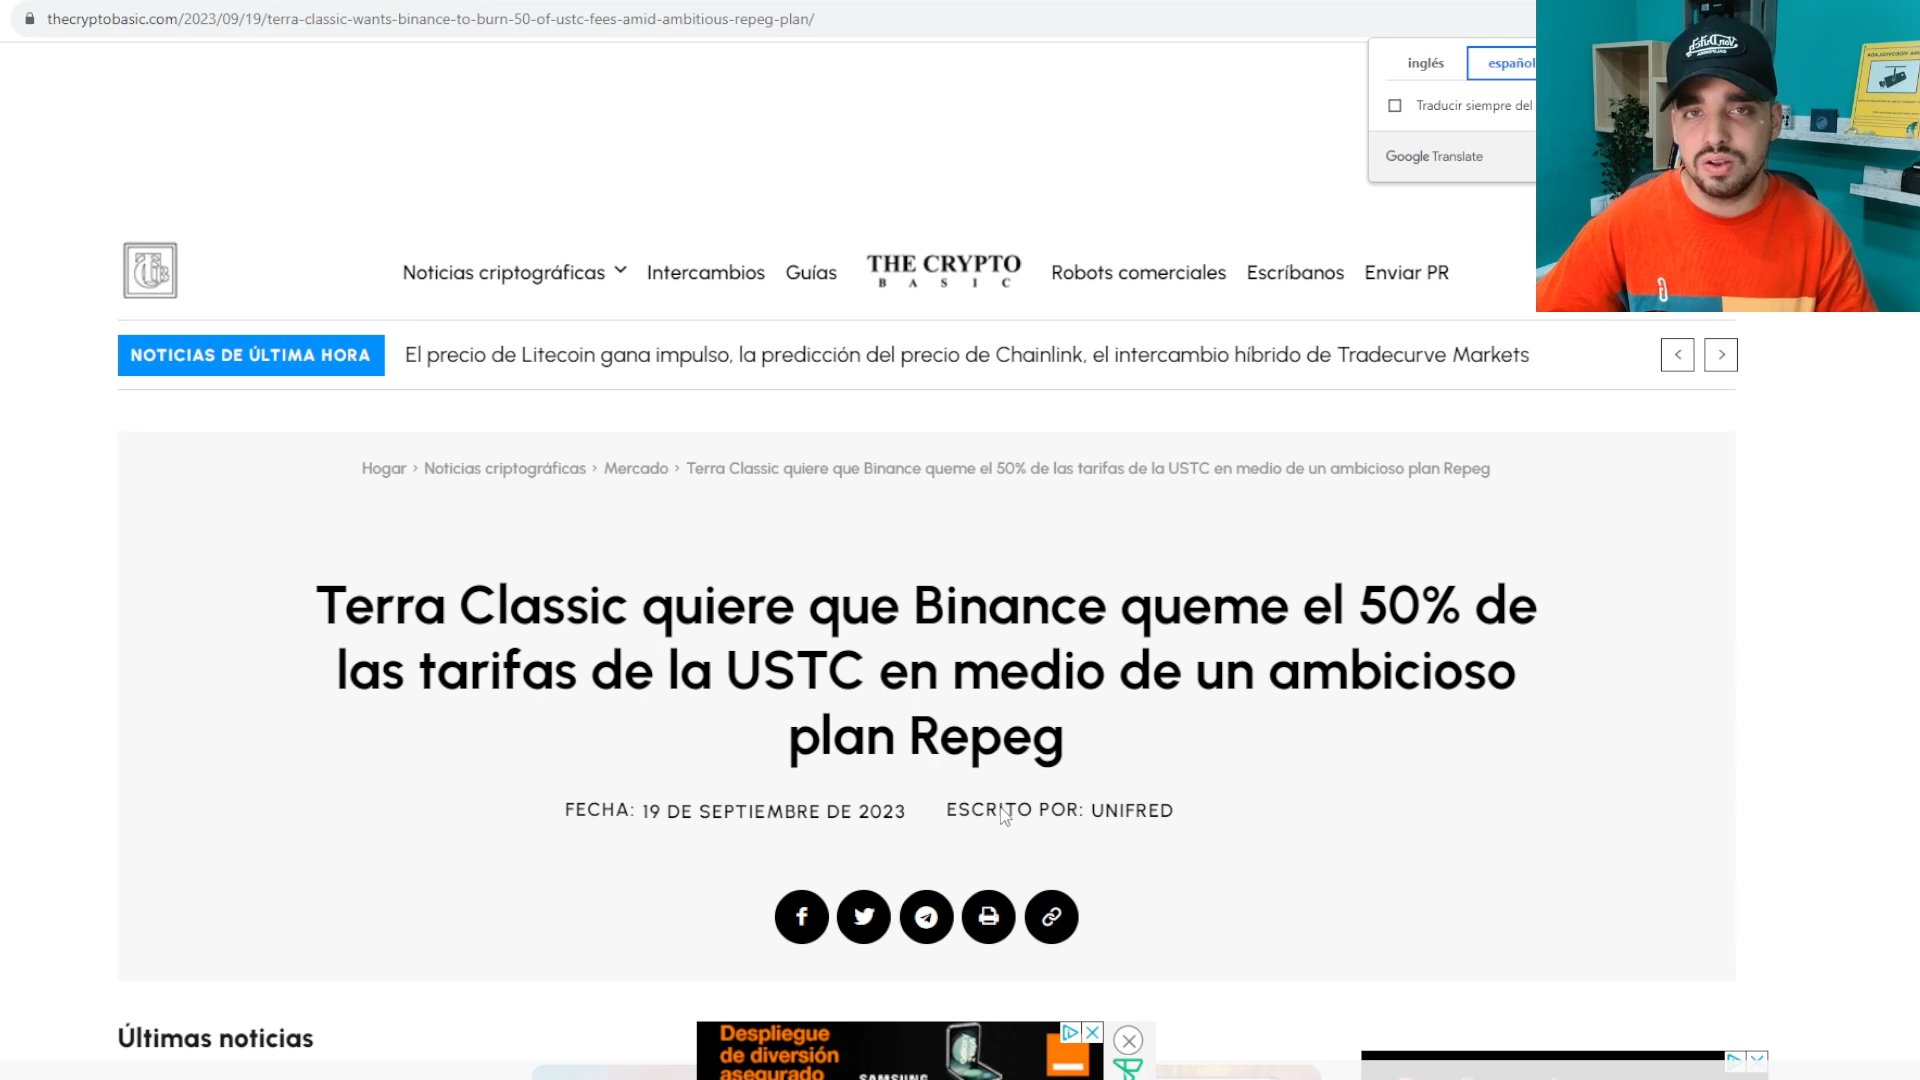 thecryptobasic.com/2023/09/19/terra-classic-wants-binance-to-burn-50-of-ustc-fees-amid-ambitious-repeg-plan/
inglés
español
Traducir siempre del
Google Translate
Noticias criptográficas
Intercambios
Guías
THE CRYPTO
BASIC
Robots comerciales
Escríbanos
Enviar PR
NOTICIAS DE ÚLTIMA HORA
El precio de Litecoin gana impulso, la predicción del precio de Chainlink, el intercambio híbrido de Tradecurve Markets
Hogar › Noticias criptográficas › Mercado › Terra Classic quiere que Binance queme el 50% de las tarifas de la USTC en medio de un ambicioso plan Repeg
Terra Classic quiere que Binance queme el 50% de
las tarifas de la USTC en medio de un ambicioso
plan Repeg
FECHA: 19 DE SEPTIEMBRE DE 2023
ESCRITO POR: UNIFRED
Últimas noticias
Despliegue
de diversión
asegurado
SAMSUNG